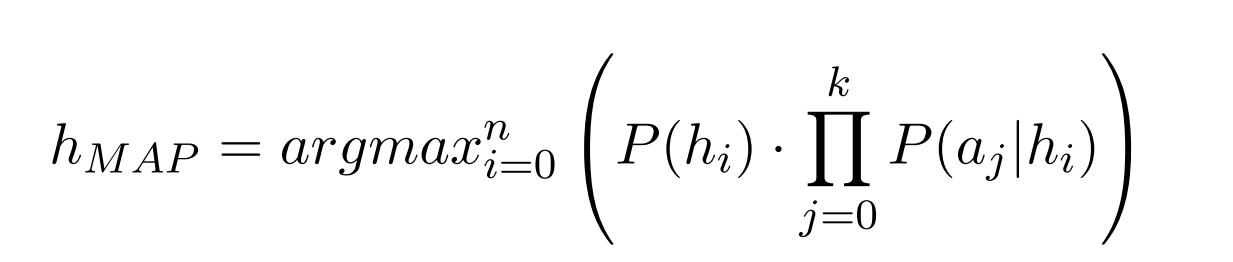 $h_{MAP} = argmax_{i=0}^{n} \left( P(h_i) \cdot \prod_{j=0}^{k} P(a_j|h_i) \right)$